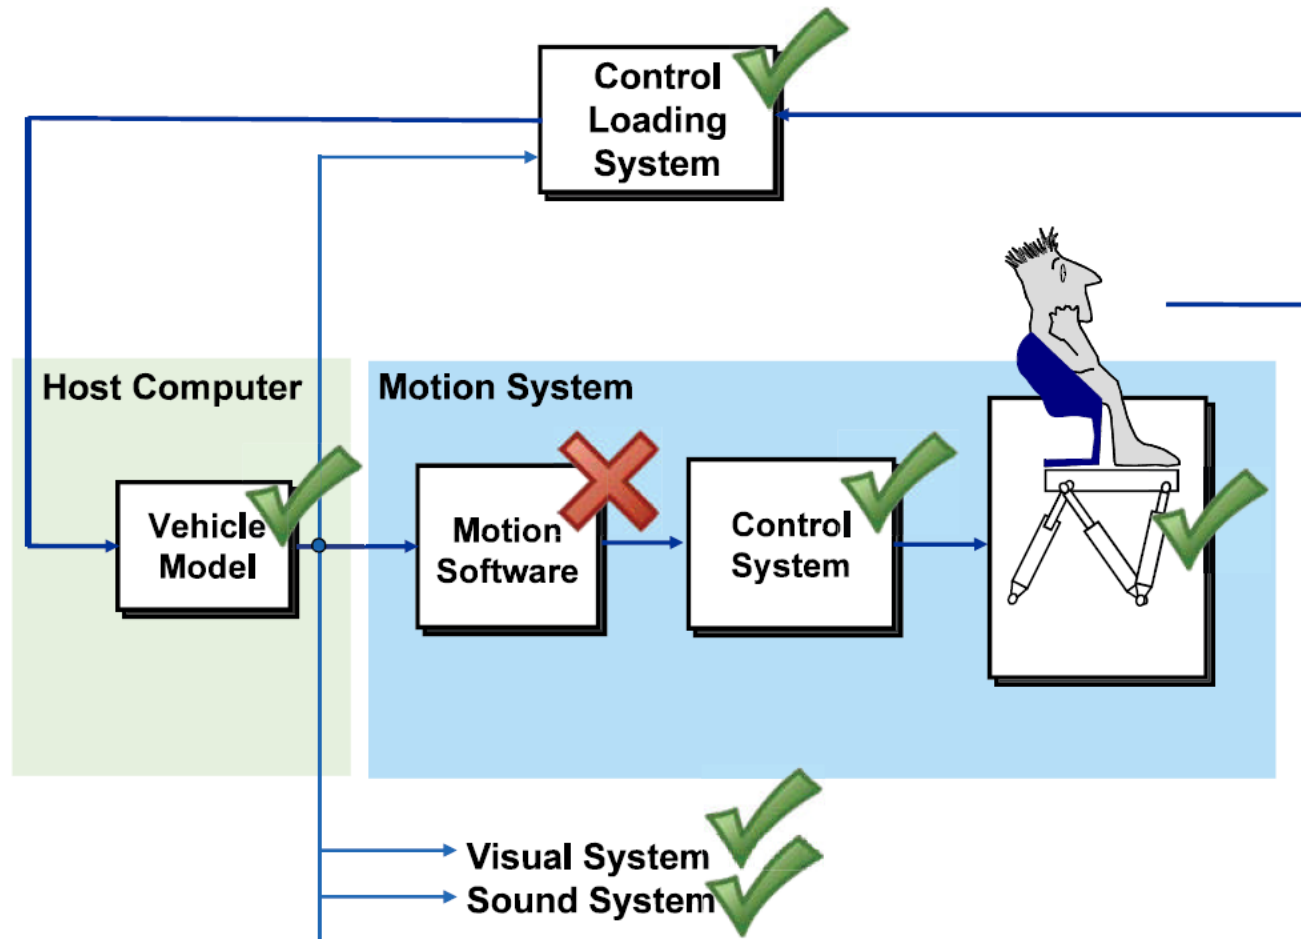 Control
Loading
System
Host Computer
Motion System
Vehicle
Model
Motion
Software
Control
System
Visual System
Sound System